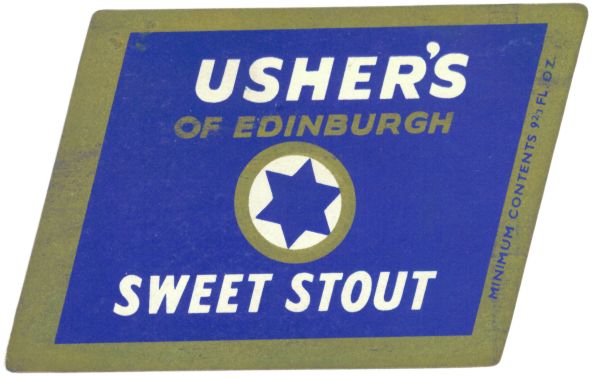 USHER'S
OF EDINBURGH
SWEET STOUT
MINIMUM CONTENTS 9⅔ FL. OZ.